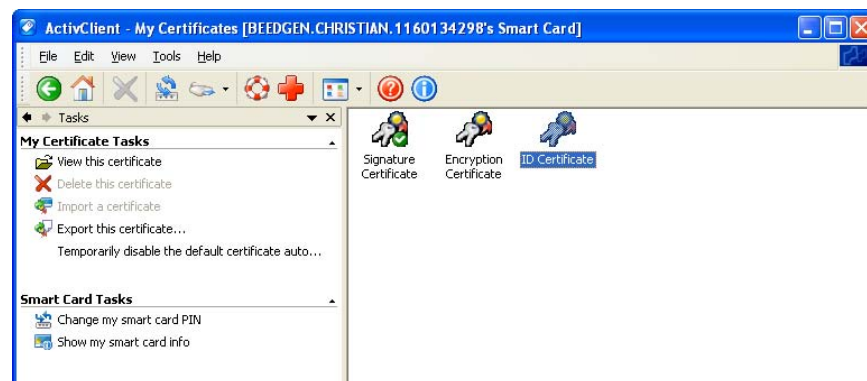 ActivClient - My Certificates [BEEDGEN.CHRISTIAN.1160134298's Smart Card]
File Edit View Tools Help
Tasks
My Certificate Tasks
View this certificate
Delete this certificate
Import a certificate
Export this certificate...
Temporarily disable the default certificate auto...
Smart Card Tasks
Change my smart card PIN
Show my smart card info
Signature
Certificate
Encryption
Certificate
ID Certificate